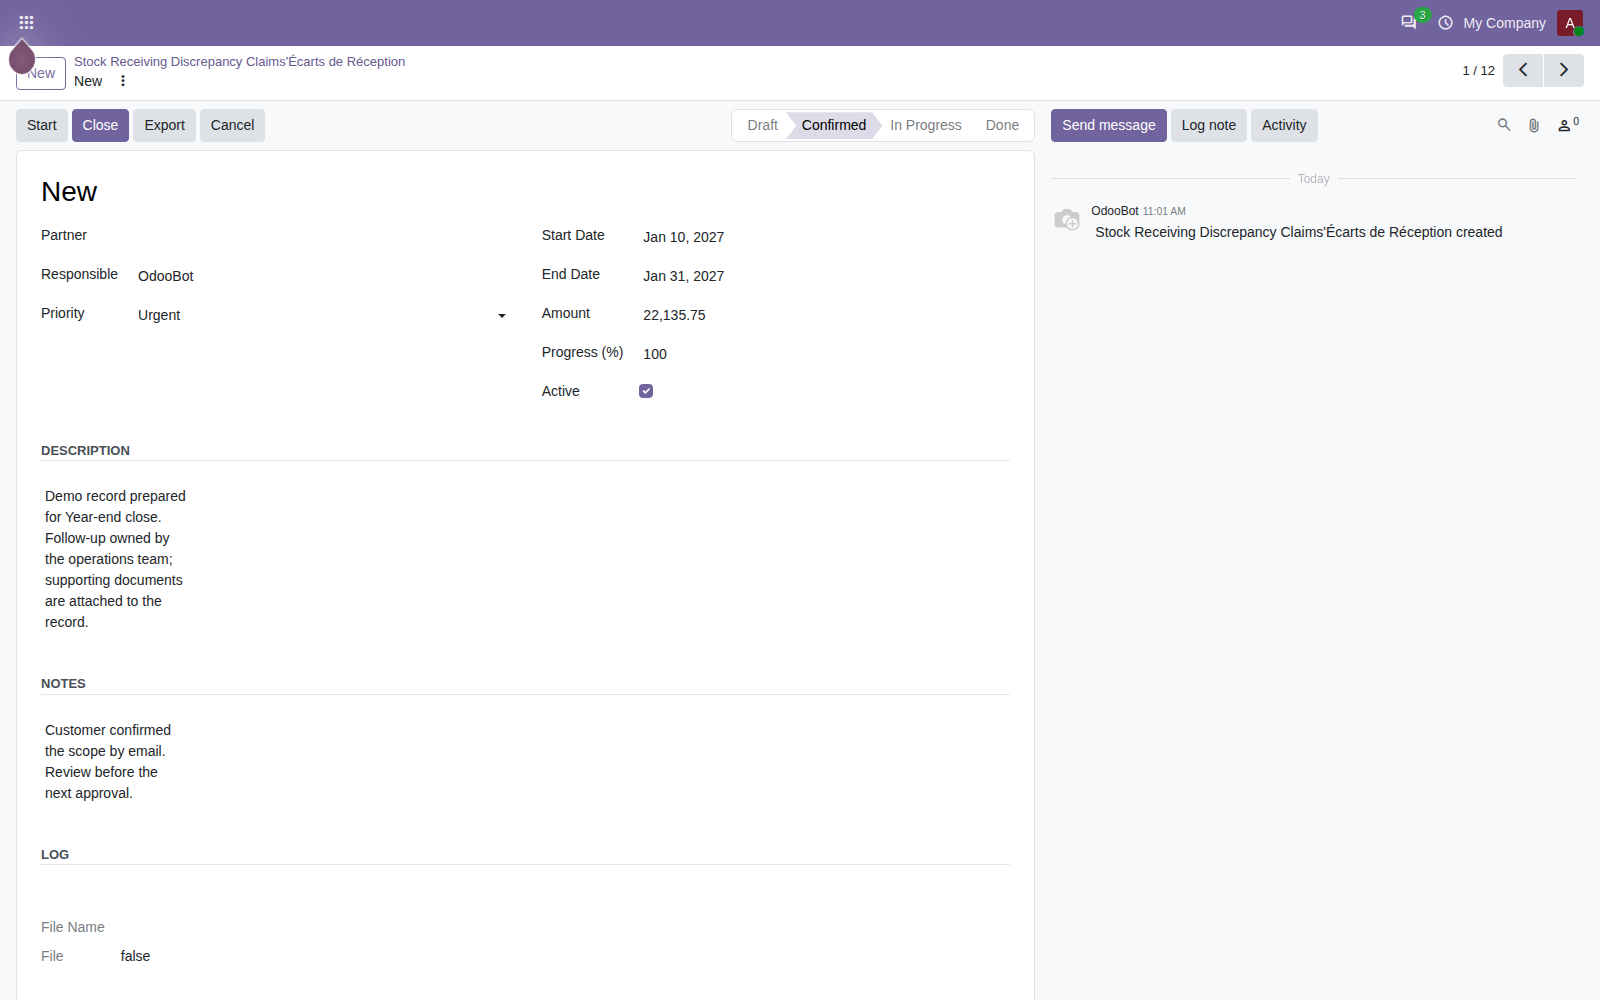 3
My Company
A
New
Stock Receiving Discrepancy Claims'Écarts de Réception
New
1 / 12
Start
Close
Export
Cancel
Draft
Confirmed
In Progress
Done
Send message
Log note
Activity
0
New
Partner
Responsible
OdooBot
Priority
Urgent
Start Date
Jan 10, 2027
End Date
Jan 31, 2027
Amount
22,135.75
Progress (%)
100
Active
DESCRIPTION
Demo record prepared
for Year-end close.
Follow-up owned by
the operations team;
supporting documents
are attached to the
record.
NOTES
Customer confirmed
the scope by email.
Review before the
next approval.
LOG
File Name
File
false
Today
OdooBot 11:01 AM
Stock Receiving Discrepancy Claims'Écarts de Réception created